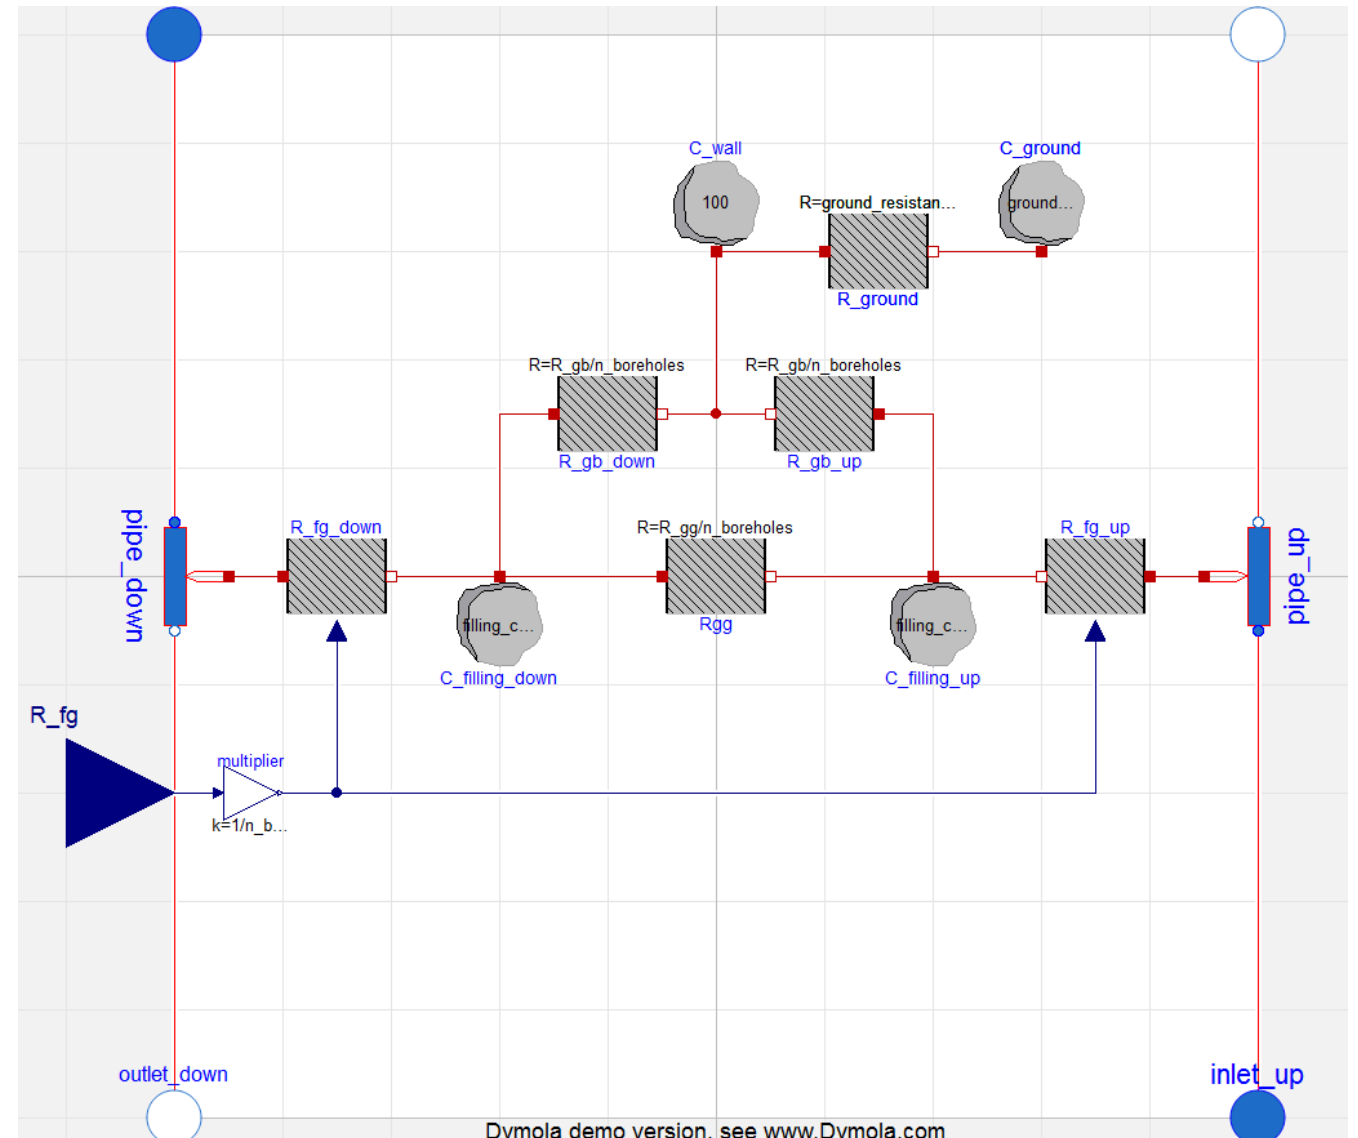 C_wall
C_ground
100
R=ground_resistan...
ground...
R_ground
R=R_gb/n_boreholes
R=R_gb/n_boreholes
R_gb_down
R_gb_up
pipe_down
R_fg_down
R=R_gg/n_boreholes
R_fg_up
pipe_up
filling_c...
Rgg
filling_c...
C_filling_down
C_filling_up
R_fg
multiplier
k=1/n_b...
outlet_down
inlet_up
Dymola demo version, see www.Dymola.com